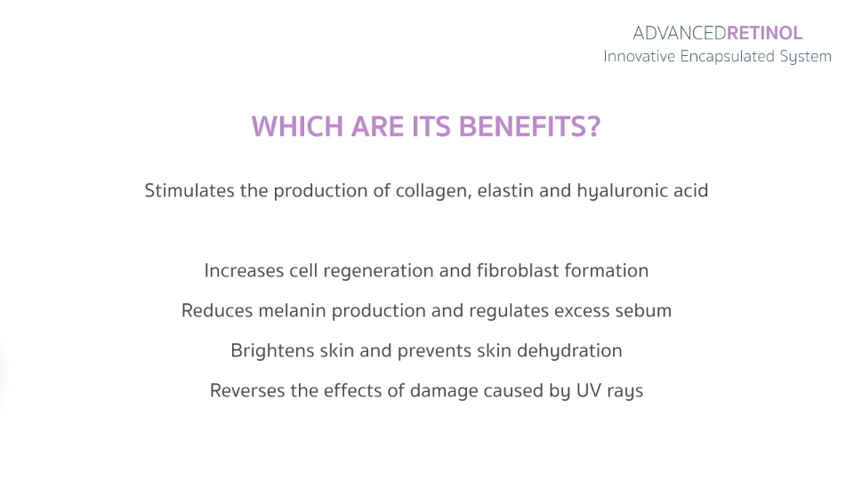 ADVANCEDRETINOL
Innovative Encapsulated System
WHICH ARE ITS BENEFITS?
Stimulates the production of collagen, elastin and hyaluronic acid
Increases cell regeneration and fibroblast formation
Reduces melanin production and regulates excess sebum
Brightens skin and prevents skin dehydration
Reverses the effects of damage caused by UV rays